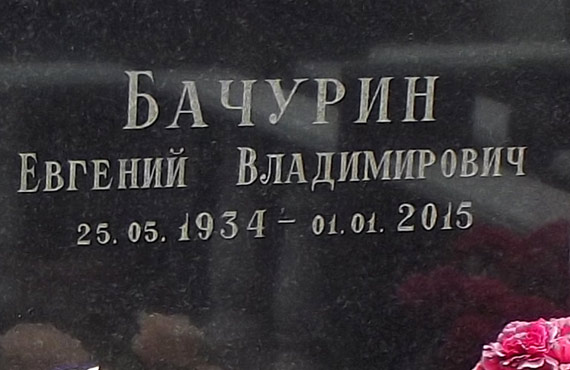 БАЧУРИН
ЕВГЕНИЙ ВЛАДИМИРОВИЧ
25.05.1934 – 01.01.2015